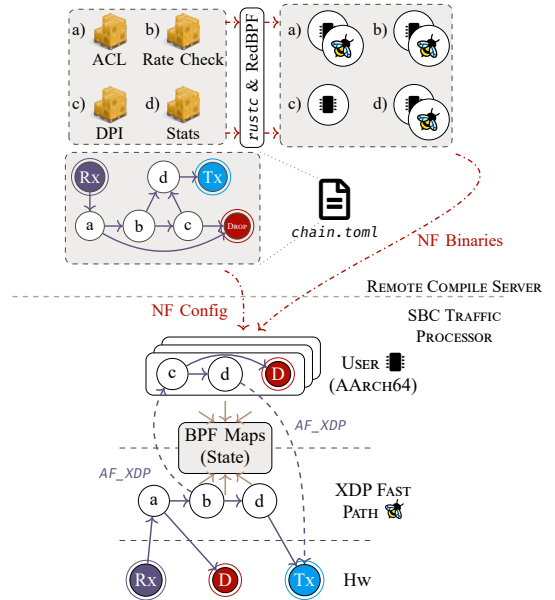 a) b)
ACL Rate Check
c) d)
DPI Stats
rustc & RedBPF
a) b)
c) d)
Rx
d
Tx
a
b
c
Drop
chain.toml
NF Binaries
NF Config
Remote Compile Server
SBC Traffic
Processor
c
d
D
User
(AArch64)
AF_XDP
BPF Maps
(State)
AF_XDP
a
b
d
XDP Fast
Path
Rx
D
Tx
Hw